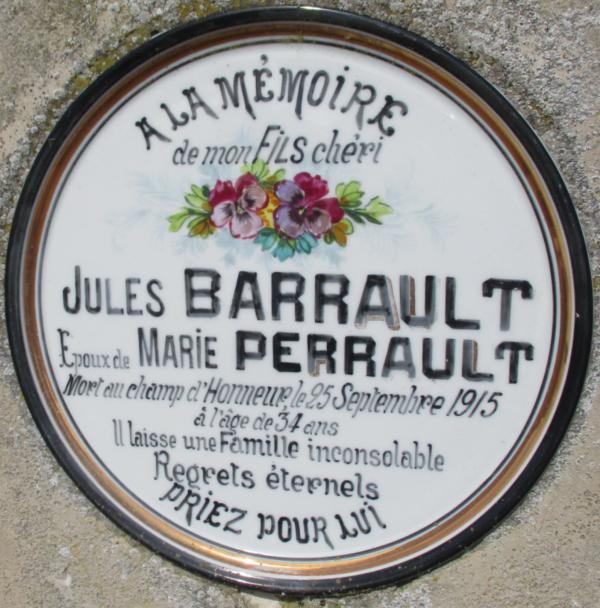 A LA MÉMOIRE
de mon FILS chéri
JULES BARRAULT
Epoux de MARIE PERRAULT
Mort au champ d'Honneur, le 25 Septembre 1915
à l'âge de 34 ans
Il laisse une Famille inconsolable
Regrets éternels
PRIEZ POUR LUI